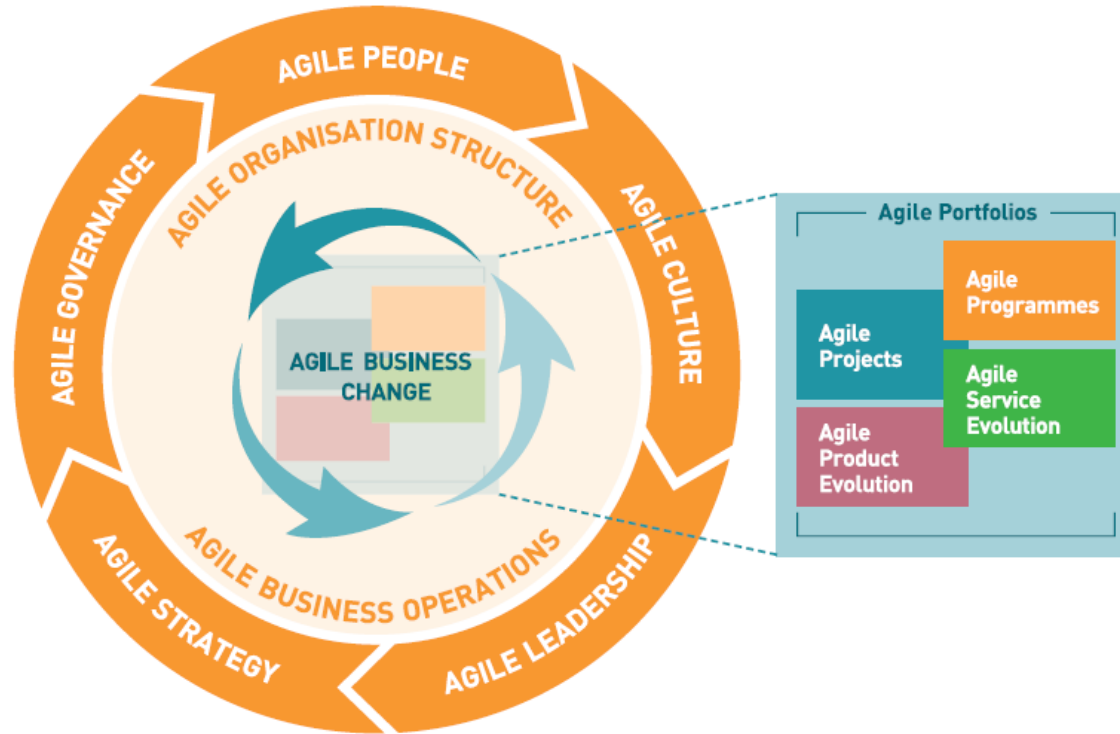 AGILE PEOPLE
AGILE CULTURE
AGILE LEADERSHIP
AGILE STRATEGY
AGILE GOVERNANCE
AGILE ORGANISATION STRUCTURE
AGILE BUSINESS
CHANGE
AGILE BUSINESS OPERATIONS
Agile Portfolios
Agile
Programmes
Agile
Projects
Agile
Service
Evolution
Agile
Product
Evolution